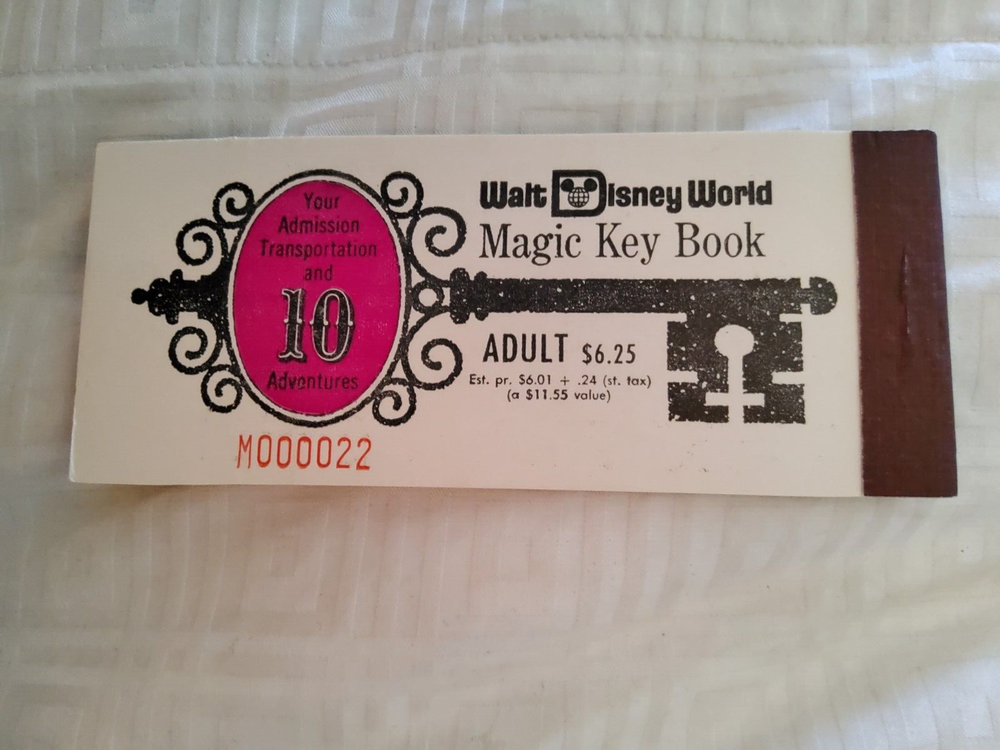 Your
Admission
Transportation
and
10
Adventures
Walt Disney World
Magic Key Book
ADULT $6.25
Est. pr. $6.01 + .24 (st. tax)
(a $11.55 value)
M000022